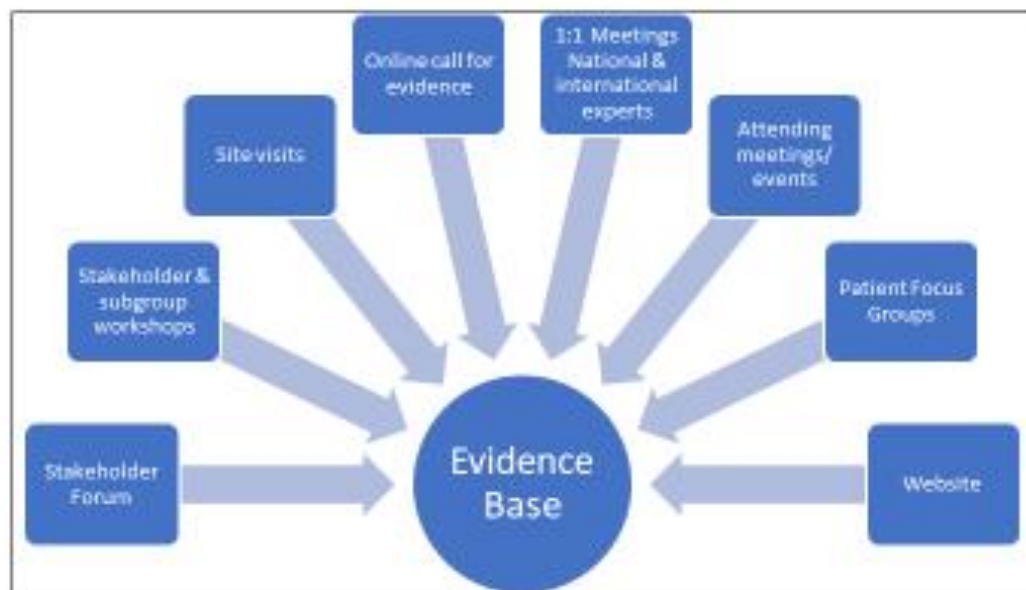 1:1 Meetings
National &
international
experts
Online call for
evidence
Attending
meetings/
events
Site visits
Stakeholder &
subgroup
workshops
Patient Focus
Groups
Stakeholder
Forum
Evidence
Base
Website